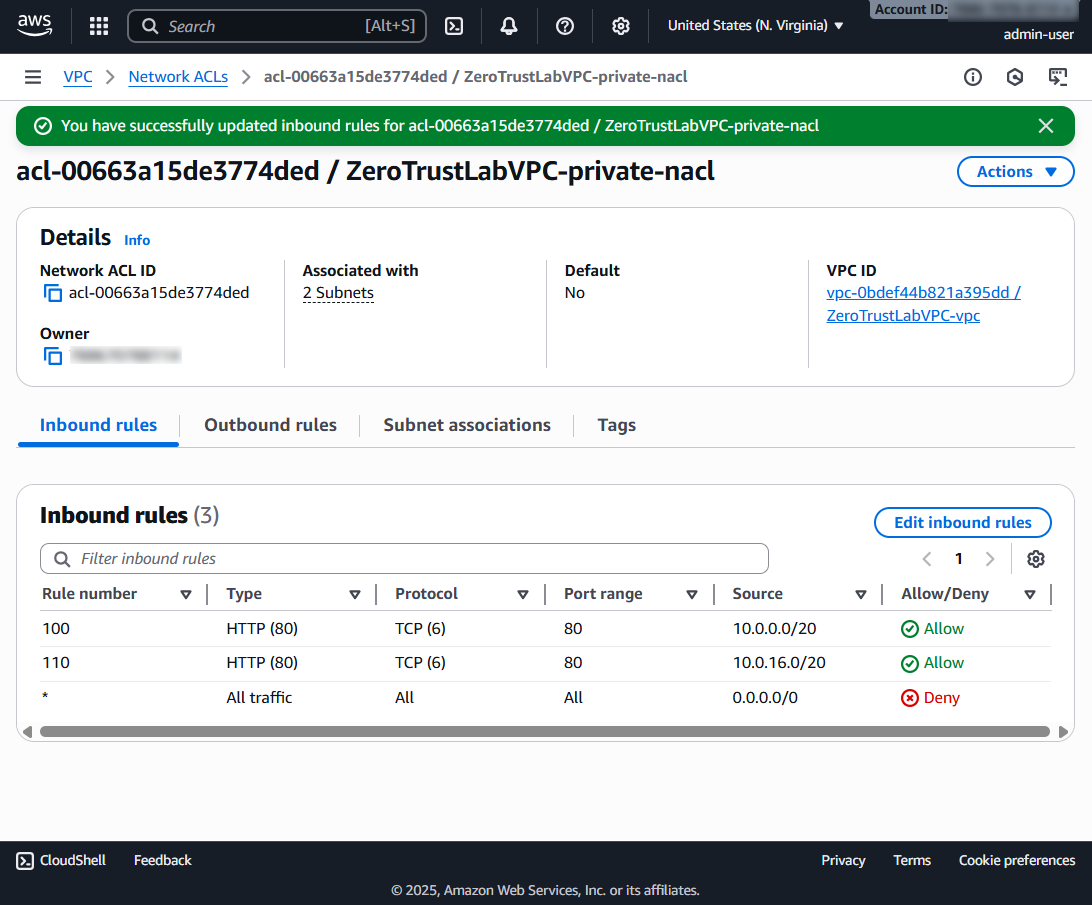 aws
Search [Alt+S]
United States (N. Virginia)
Account ID:
admin-user
VPC
Network ACLs
acl-00663a15de3774ded / ZeroTrustLabVPC-private-nacl
You have successfully updated inbound rules for acl-00663a15de3774ded / ZeroTrustLabVPC-private-nacl
acl-00663a15de3774ded / ZeroTrustLabVPC-private-nacl
Actions
Details Info
Network ACL ID
acl-00663a15de3774ded
Owner
Associated with
2 Subnets
Default
No
VPC ID
vpc-0bdef44b821a395dd /
ZeroTrustLabVPC-vpc
Inbound rules Outbound rules Subnet associations Tags
Inbound rules (3)
Edit inbound rules
Filter inbound rules
1
Rule number Type Protocol Port range Source Allow/Deny
100 HTTP (80) TCP (6) 80 10.0.0.0/20 Allow
110 HTTP (80) TCP (6) 80 10.0.16.0/20 Allow
* All traffic All All 0.0.0.0/0 Deny
CloudShell Feedback Privacy Terms Cookie preferences
© 2025, Amazon Web Services, Inc. or its affiliates.